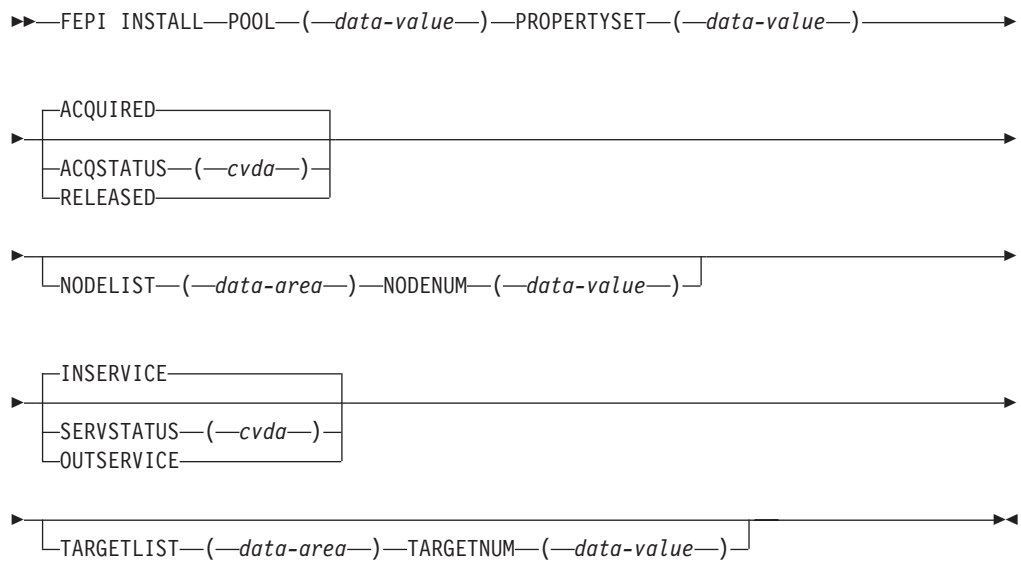 FEPI INSTALL POOL ( data-value ) PROPERTYSET ( data-value )
ACQUIRED
ACQSTATUS ( cvda )
RELEASED
NODELIST ( data-area ) NODENUM ( data-value )
INSERVICE
SERVSTATUS ( cvda )
OUTSERVICE
TARGETLIST ( data-area ) TARGETNUM ( data-value )